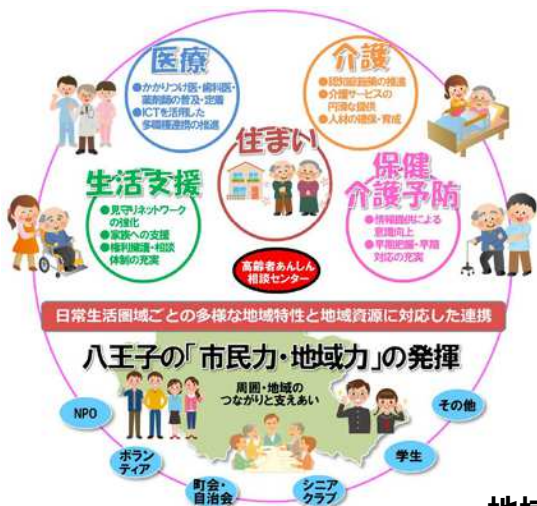 医療
●かかりつけ医・歯科医・
薬剤師の普及・定着
●ICTを活用した
多職種連携の推進
介護
●認知症施策の推進
●介護サービスの
円滑な提供
●人材の確保・育成
住まい
生活支援
●見守りネットワーク
の強化
●家族への支援
●権利擁護・相談
体制の充実
保健
介護予防
●情報提供による
意識向上
●早期把握・早期
対応の充実
高齢者あんしん
相談センター
日常生活圏域ごとの多様な地域特性と地域資源に対応した連携
八王子の「市民力・地域力」の発揮
周囲・地域の
つながりと支えあい
NPO
ボラン
ティア
町会・
自治会
シニア
クラブ
学生
その他